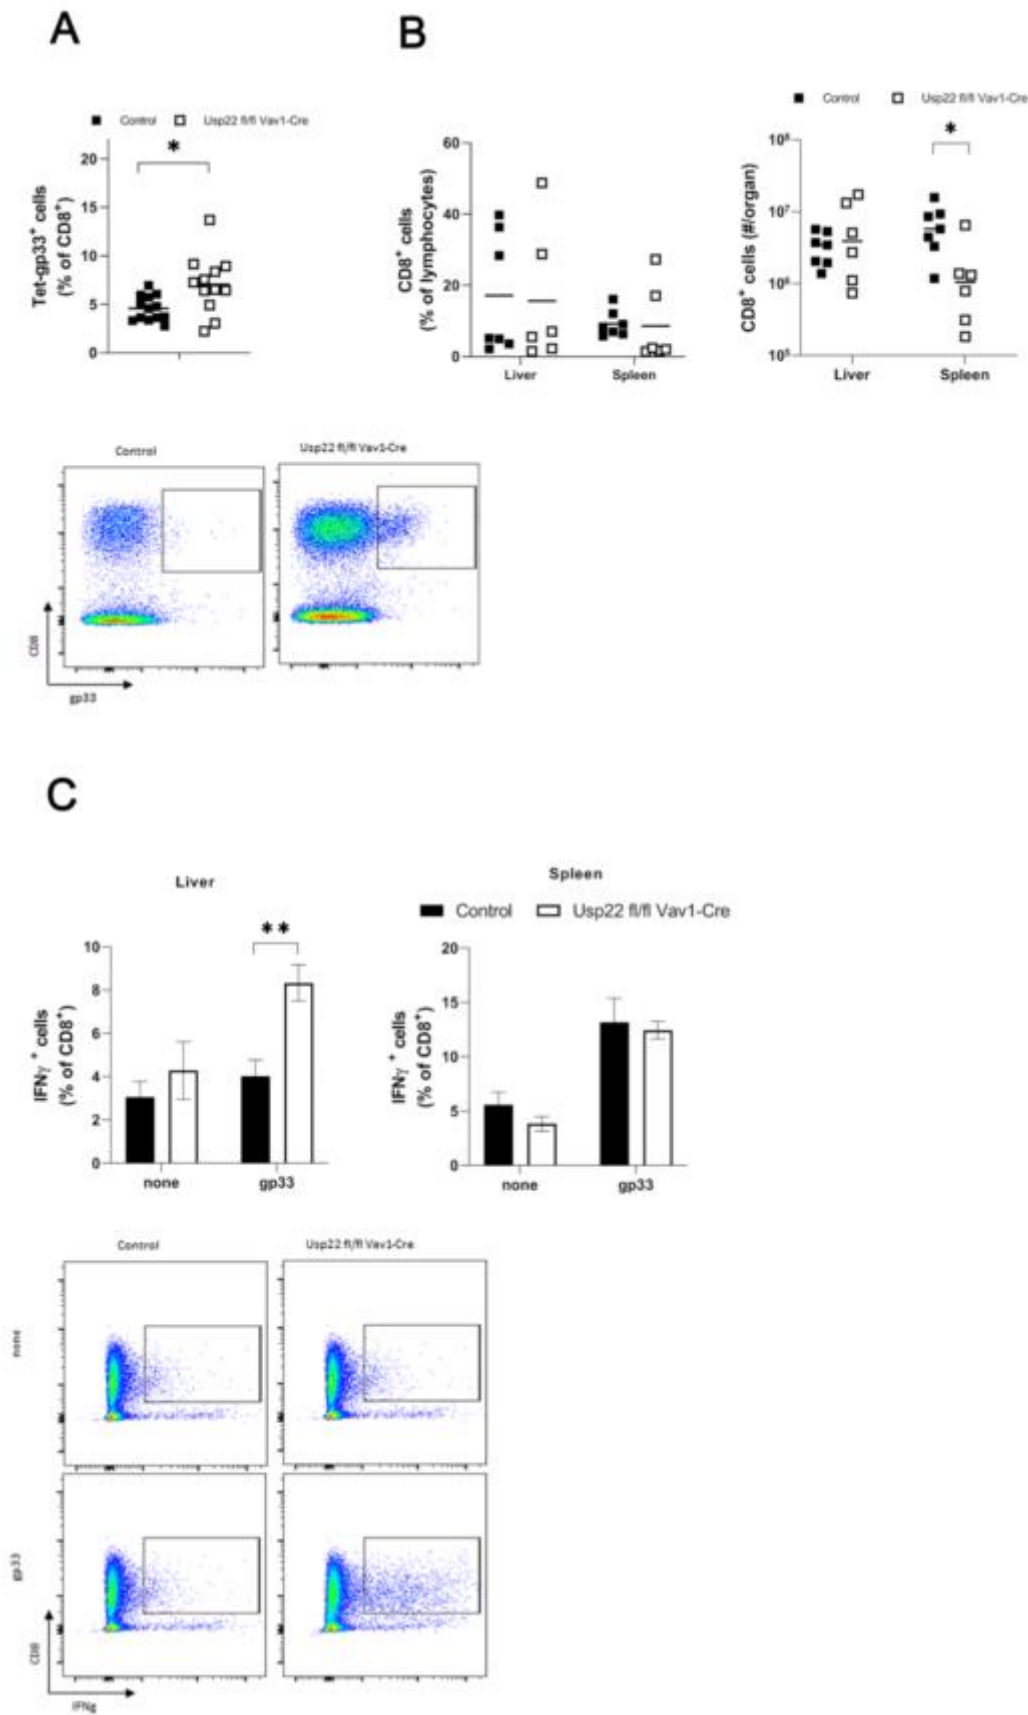 A
B
■ Control □ Usp22 fl/fl Vav1-Cre
*
Tet-gp33⁺ cells
(% of CD8⁺)
20
15
10
5
0
CD8⁺ cells
(% of lymphocytes)
60
40
20
0
Liver
Spleen
■ Control □ Usp22 fl/fl Vav1-Cre
*
CD8⁺ cells (#/organ)
10⁸
10⁷
10⁶
10⁵
Liver
Spleen
Control
Usp22 fl/fl Vav1-Cre
CD8
gp33
C
Liver
**
IFNγ⁺ cells
(% of CD8⁺)
10
8
6
4
2
0
none
gp33
Spleen
■ Control □ Usp22 fl/fl Vav1-Cre
IFNγ⁺ cells
(% of CD8⁺)
20
15
10
5
0
none
gp33
Control
Usp22 fl/fl Vav1-Cre
none
gp33
CD8
IFNg